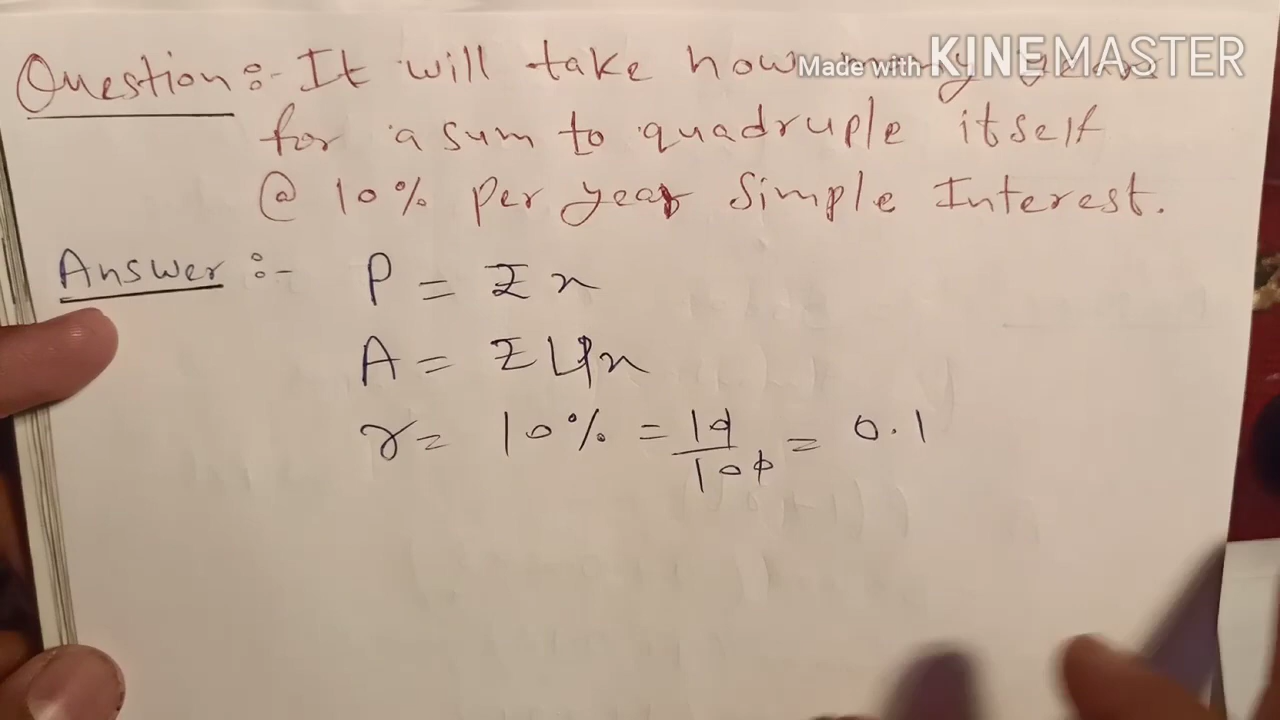 Question :- It will take how
Made with KINEMASTER
for a sum to quadruple itself
@ 10% per year Simple Interest.
Answer :- P = ₹ x
A = ₹ 4x
r = 10% = 10/100 = 0.1